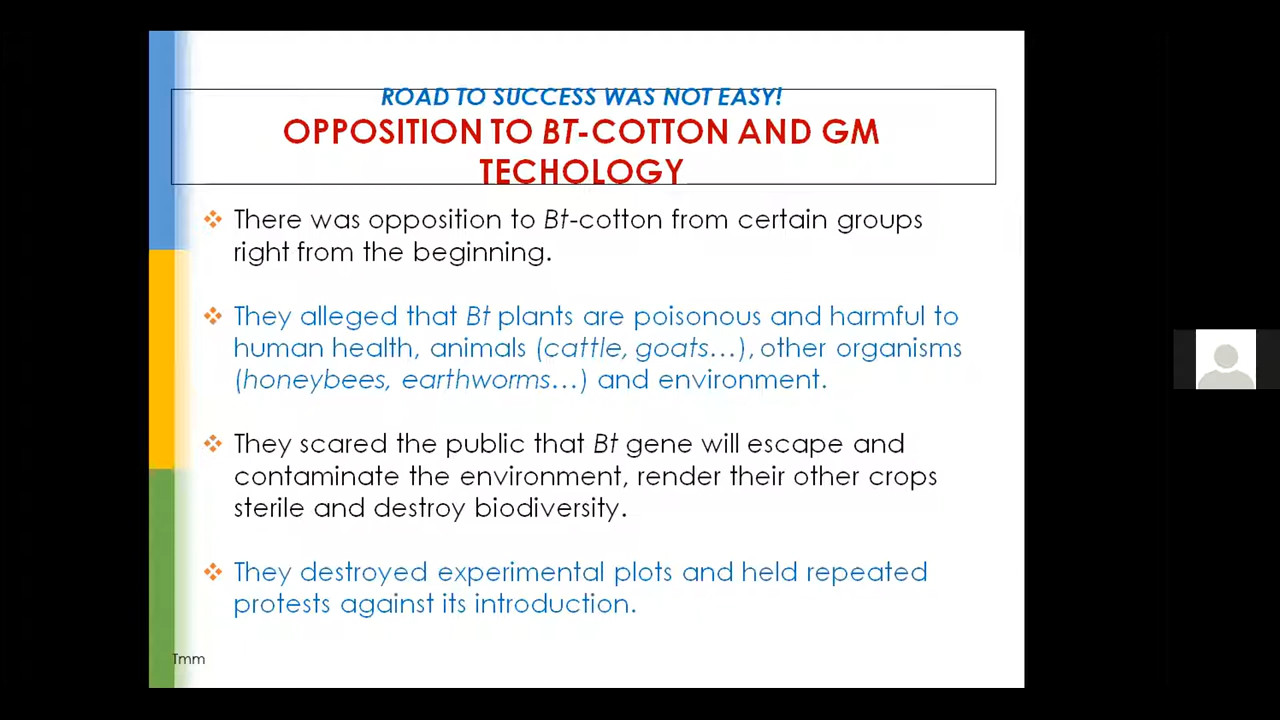 ROAD TO SUCCESS WAS NOT EASY!
OPPOSITION TO BT-COTTON AND GM
TECHOLOGY
There was opposition to Bt-cotton from certain groups
right from the beginning.
They alleged that Bt plants are poisonous and harmful to
human health, animals (cattle, goats...), other organisms
(honeybees, earthworms...) and environment.
They scared the public that Bt gene will escape and
contaminate the environment, render their other crops
sterile and destroy biodiversity.
They destroyed experimental plots and held repeated
protests against its introduction.
Tmm